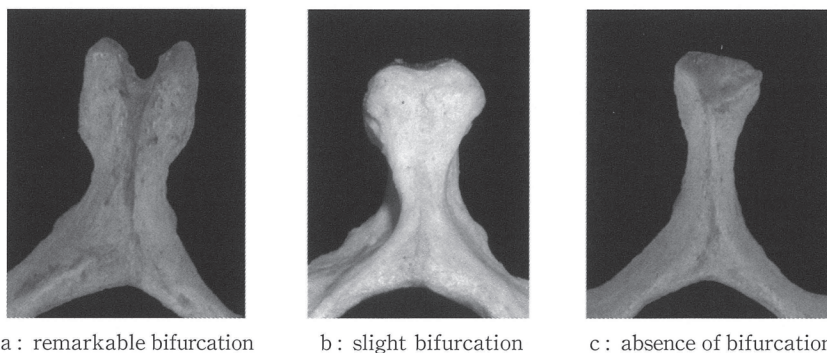 a: remarkable bifurcation
b: slight bifurcation
c: absence of bifurcation